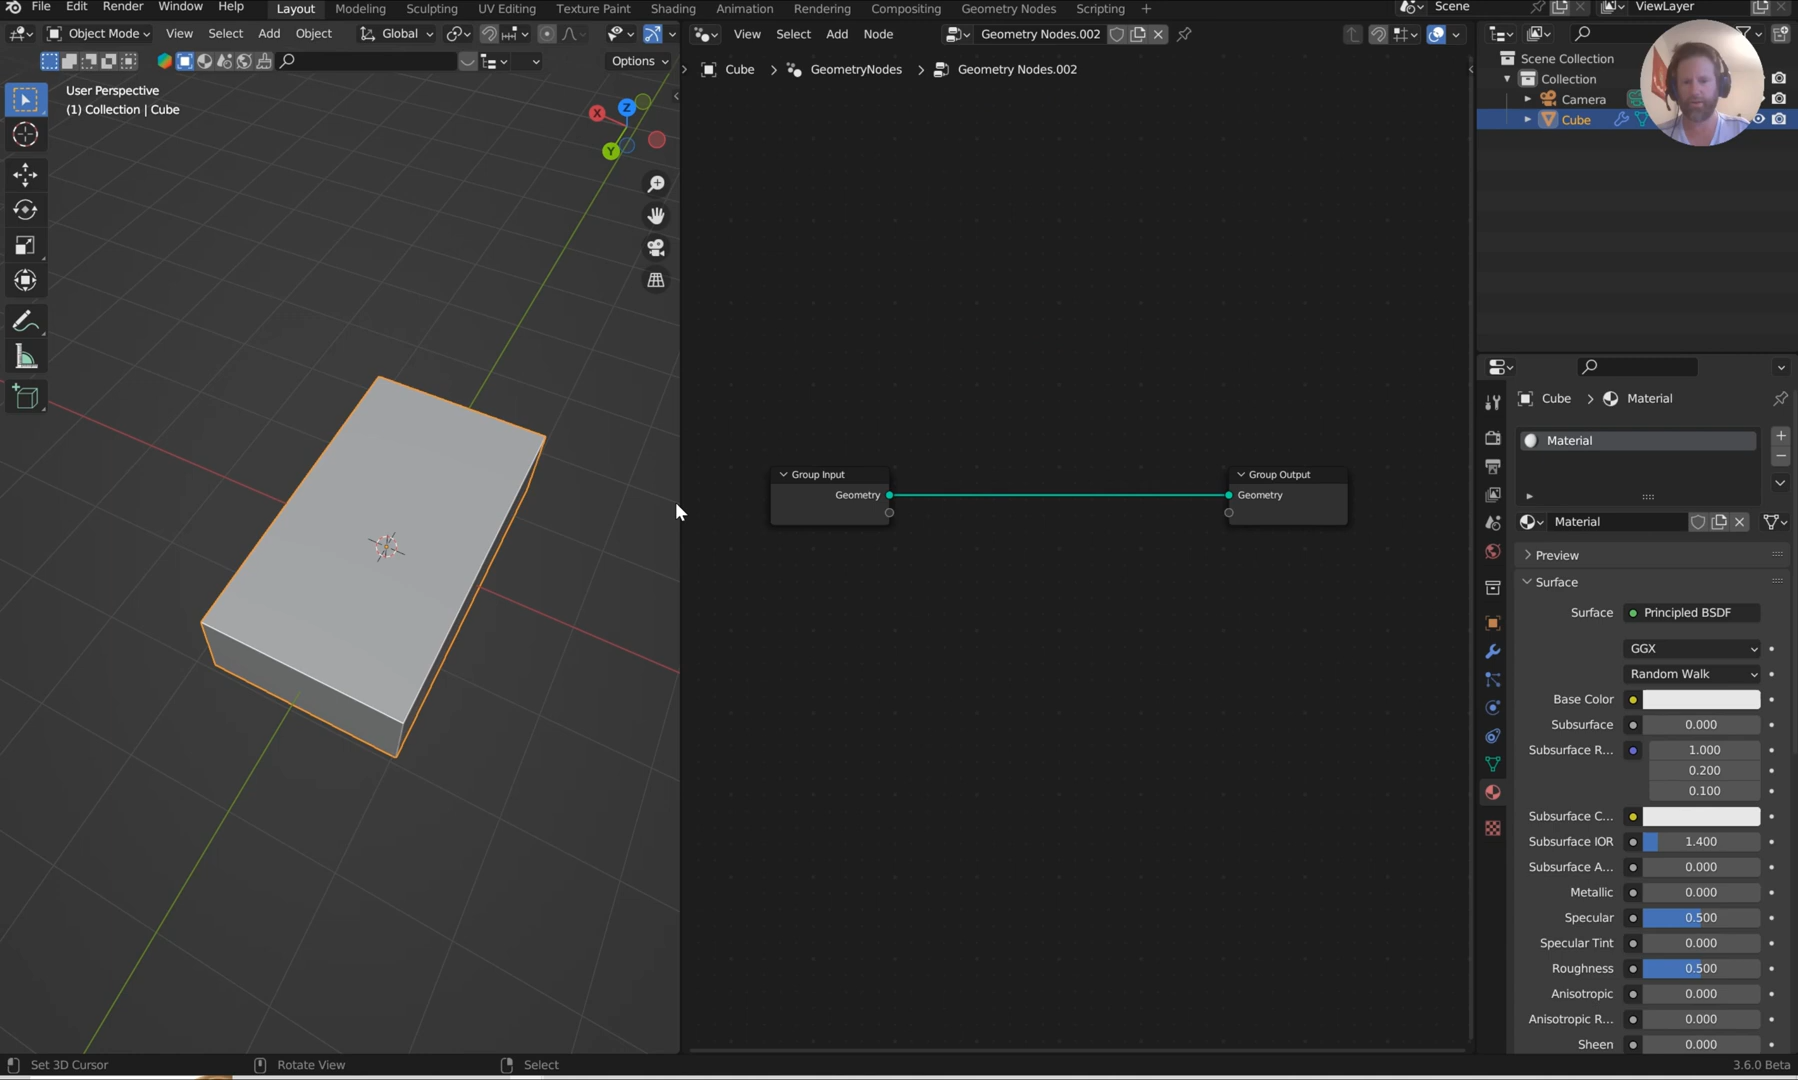 File Edit Render Window Help Layout Modeling Sculpting UV Editing Texture Paint Shading Animation Rendering Compositing Geometry Nodes Scripting + Scene ViewLayer
Object Mode View Select Add Object Global View Select Add Node Geometry Nodes.002
Options
Cube > GeometryNodes > Geometry Nodes.002
User Perspective
(1) Collection | Cube
X
Y
Z
Scene Collection
Collection
Camera
Cube
Group Input
Geometry
Group Output
Geometry
Cube > Material
Material
Material
Preview
Surface
Surface Principled BSDF
GGX
Random Walk
Base Color
Subsurface 0.000
Subsurface R... 1.000
0.200
0.100
Subsurface C...
Subsurface IOR 1.400
Subsurface A... 0.000
Metallic 0.000
Specular 0.500
Specular Tint 0.000
Roughness 0.500
Anisotropic 0.000
Anisotropic R... 0.000
Sheen 0.000
Set 3D Cursor Rotate View Select 3.6.0 Beta